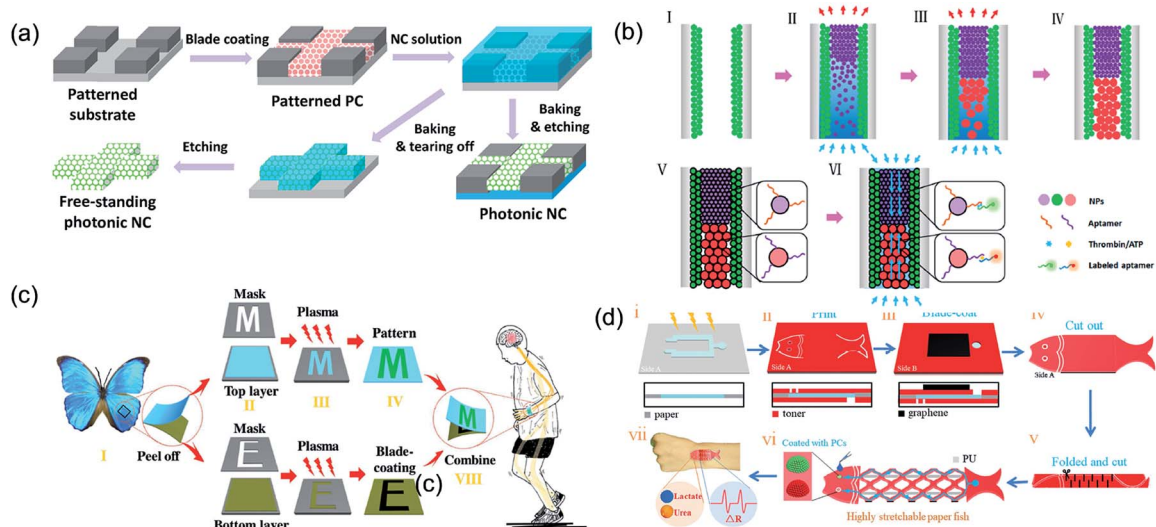 (a)
Blade coating
NC solution
Patterned
substrate
Patterned PC
Baking
& etching
Baking
& tearing off
Etching
Free-standing
photonic NC
Photonic NC
(b)
I
II
III
IV
V
VI
NPs
Aptamer
Thrombin/ATP
Labeled aptamer
(c)
Mask
M
Plasma
Pattern
M
M
Top layer
II
III
IV
I
Peel off
Mask
E
Plasma
Blade-
coating
E
E
Bottom layer
(c)
M
Combine
VIII
(d)
i
ii
Print
iii
Blade-coat
iv
Cut out
Side A
Side A
Side B
Side A
paper
toner
graphene
vii
vi
Coated with PCs
PU
v
Folded and cut
Lactate
Urea
ΔR
Highly stretchable paper fish